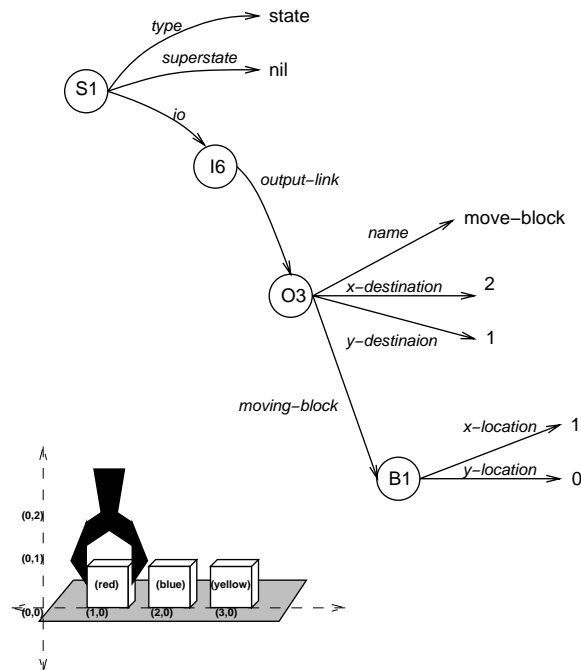 type
state
superstate
nil
S1
io
I6
output−link
name
move−block
O3
x−destination
2
y−destinaion
1
moving−block
x−location
1
B1
y−location
0
(0,2)
(0,1)
(red)
(blue)
(yellow)
(0,0)
(1,0)
(2,0)
(3,0)